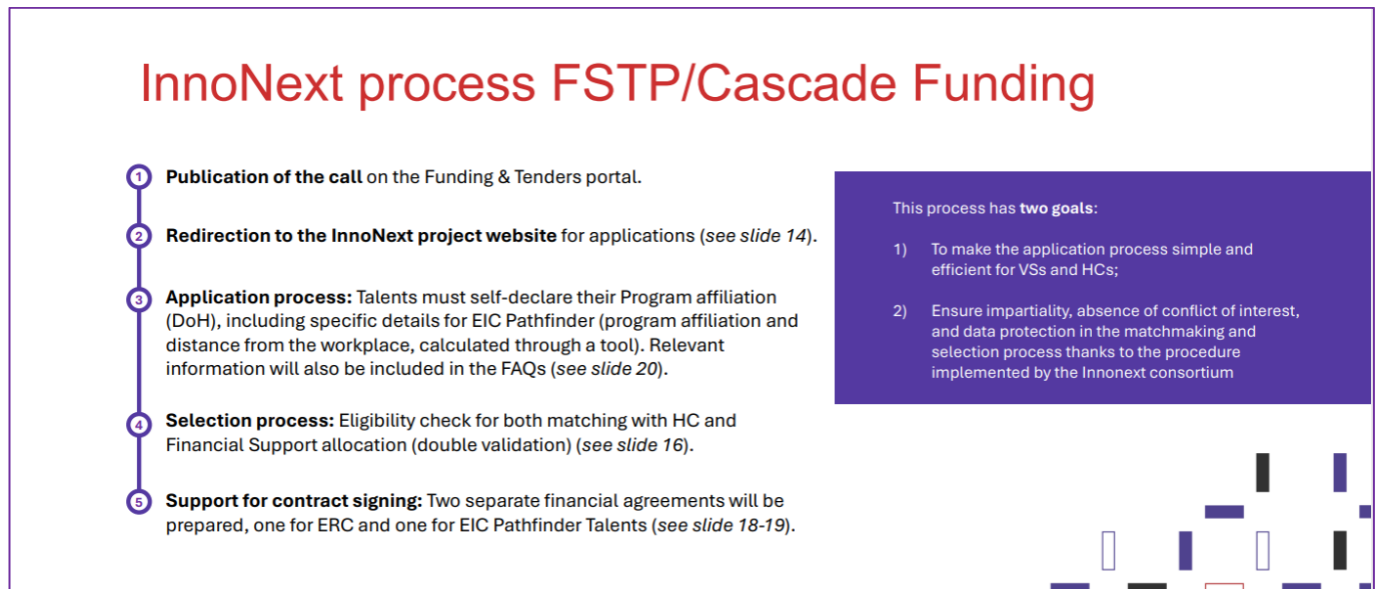 InnoNext process FSTP/Cascade Funding
1 Publication of the call on the Funding & Tenders portal.
2 Redirection to the InnoNext project website for applications (see slide 14).
3 Application process: Talents must self-declare their Program affiliation
(DoH), including specific details for EIC Pathfinder (program affiliation and
distance from the workplace, calculated through a tool). Relevant
information will also be included in the FAQs (see slide 20).
4 Selection process: Eligibility check for both matching with HC and
Financial Support allocation (double validation) (see slide 16).
5 Support for contract signing: Two separate financial agreements will be
prepared, one for ERC and one for EIC Pathfinder Talents (see slide 18-19).
This process has two goals:
1) To make the application process simple and
efficient for VSs and HCs;
2) Ensure impartiality, absence of conflict of interest,
and data protection in the matchmaking and
selection process thanks to the procedure
implemented by the Innonext consortium